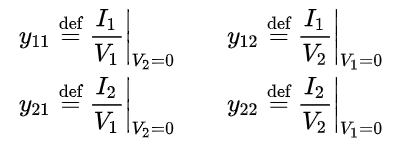 y₁₁ ≝ I₁/V₁ |_{V₂=0} y₁₂ ≝ I₁/V₂ |_{V₁=0}
y₂₁ ≝ I₂/V₁ |_{V₂=0} y₂₂ ≝ I₂/V₂ |_{V₁=0}